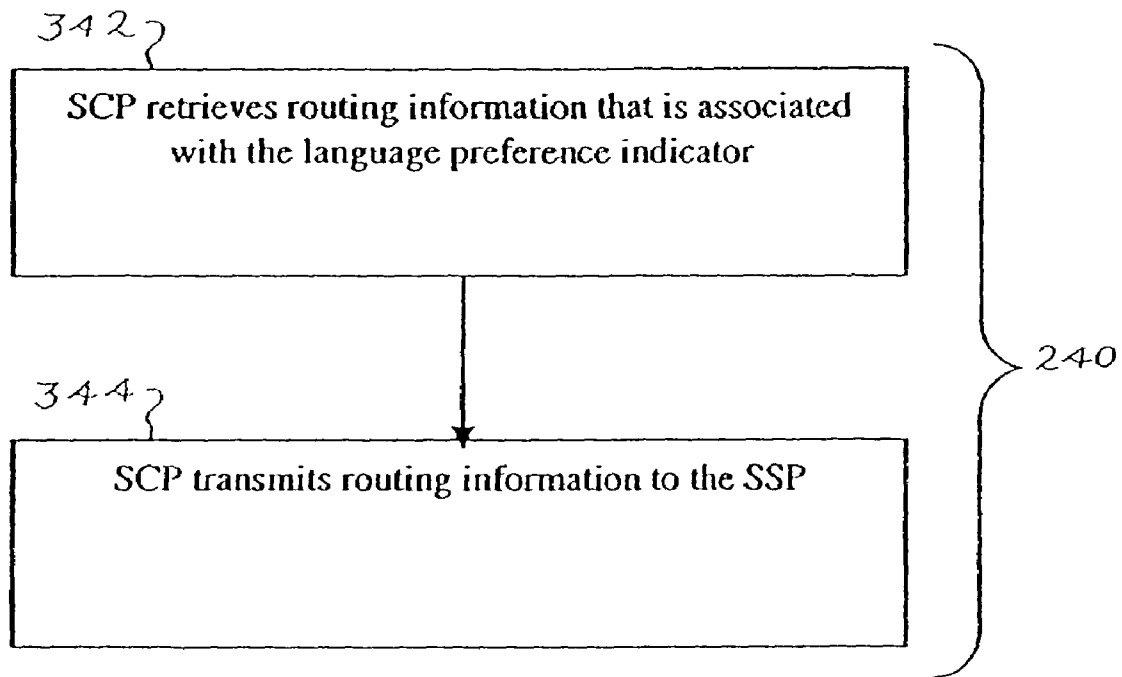 342
SCP retrieves routing information that is associated
with the language preference indicator
240
344
SCP transmits routing information to the SSP